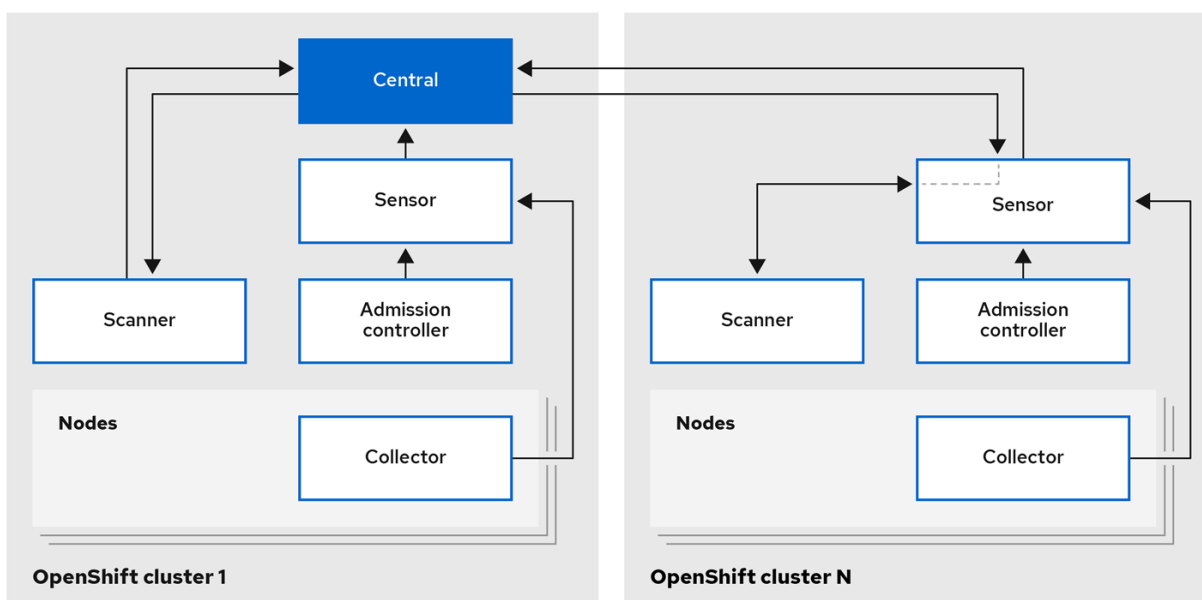 Central
Sensor
Scanner
Admission
controller
Nodes
Collector
OpenShift cluster 1
Sensor
Scanner
Admission
controller
Nodes
Collector
OpenShift cluster N